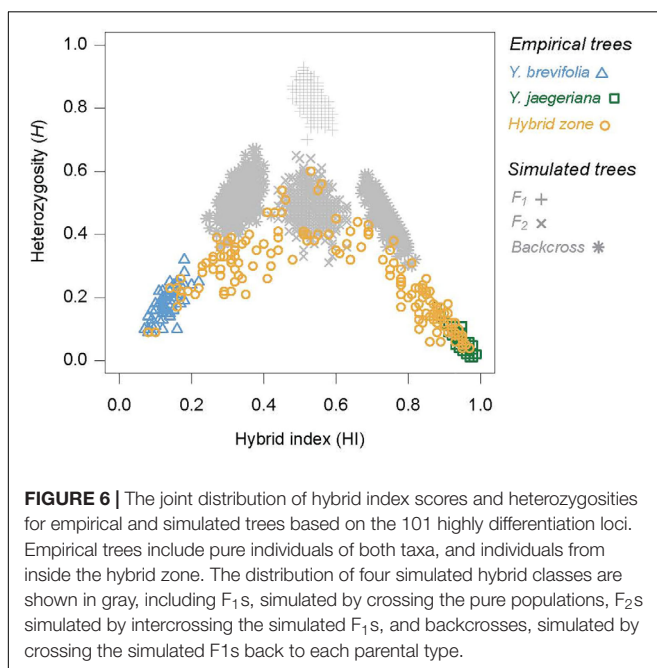 1.0
0.8
0.6
0.4
0.2
0.0
Heterozygosity (H)
0.0 0.2 0.4 0.6 0.8 1.0
Hybrid index (HI)
Empirical trees
Y. brevifolia
Y. jaegeriana
Hybrid zone
Simulated trees
F1
F2
Backcross
FIGURE 6 | The joint distribution of hybrid index scores and heterozygosities
for empirical and simulated trees based on the 101 highly differentiation loci.
Empirical trees include pure individuals of both taxa, and individuals from
inside the hybrid zone. The distribution of four simulated hybrid classes are
shown in gray, including F1s, simulated by crossing the pure populations, F2s
simulated by intercrossing the simulated F1s, and backcrosses, simulated by
crossing the simulated F1s back to each parental type.